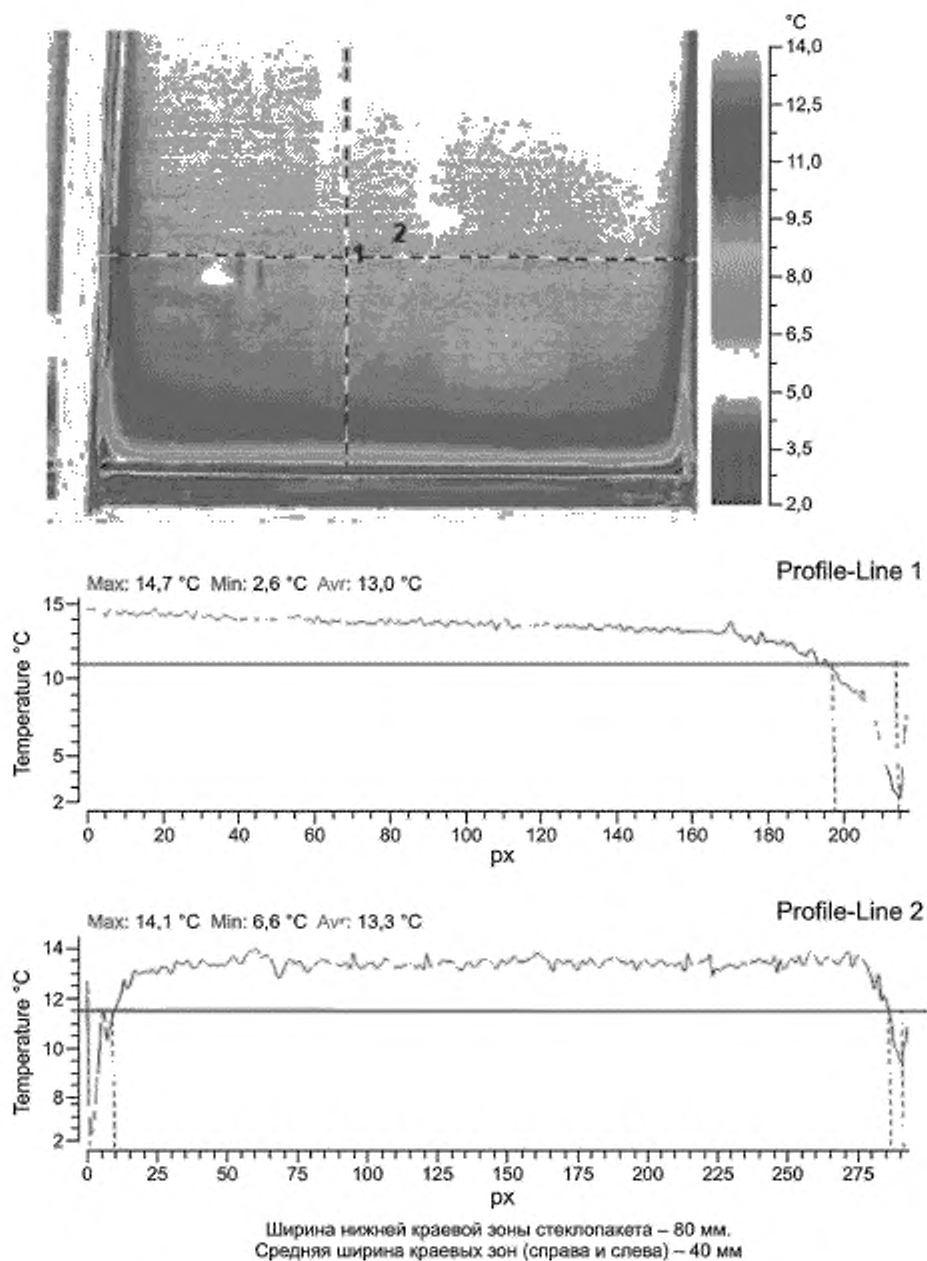 °C
14,0
12,5
11,0
9,5
8,0
6,5
5,0
3,5
2,0
2
1
Profile-Line 1
Max: 14,7 °C Min: 2,6 °C Avr: 13,0 °C
Temperature °C
15
10
5
2
0 20 40 60 80 100 120 140 160 180 200
px
Profile-Line 2
Max: 14,1 °C Min: 6,6 °C Avr: 13,3 °C
Temperature °C
14
12
10
8
2
0 25 50 75 100 125 150 175 200 225 250 275
px
Ширина нижней краевой зоны стеклопакета – 80 мм.
Средняя ширина краевых зон (справа и слева) – 40 мм